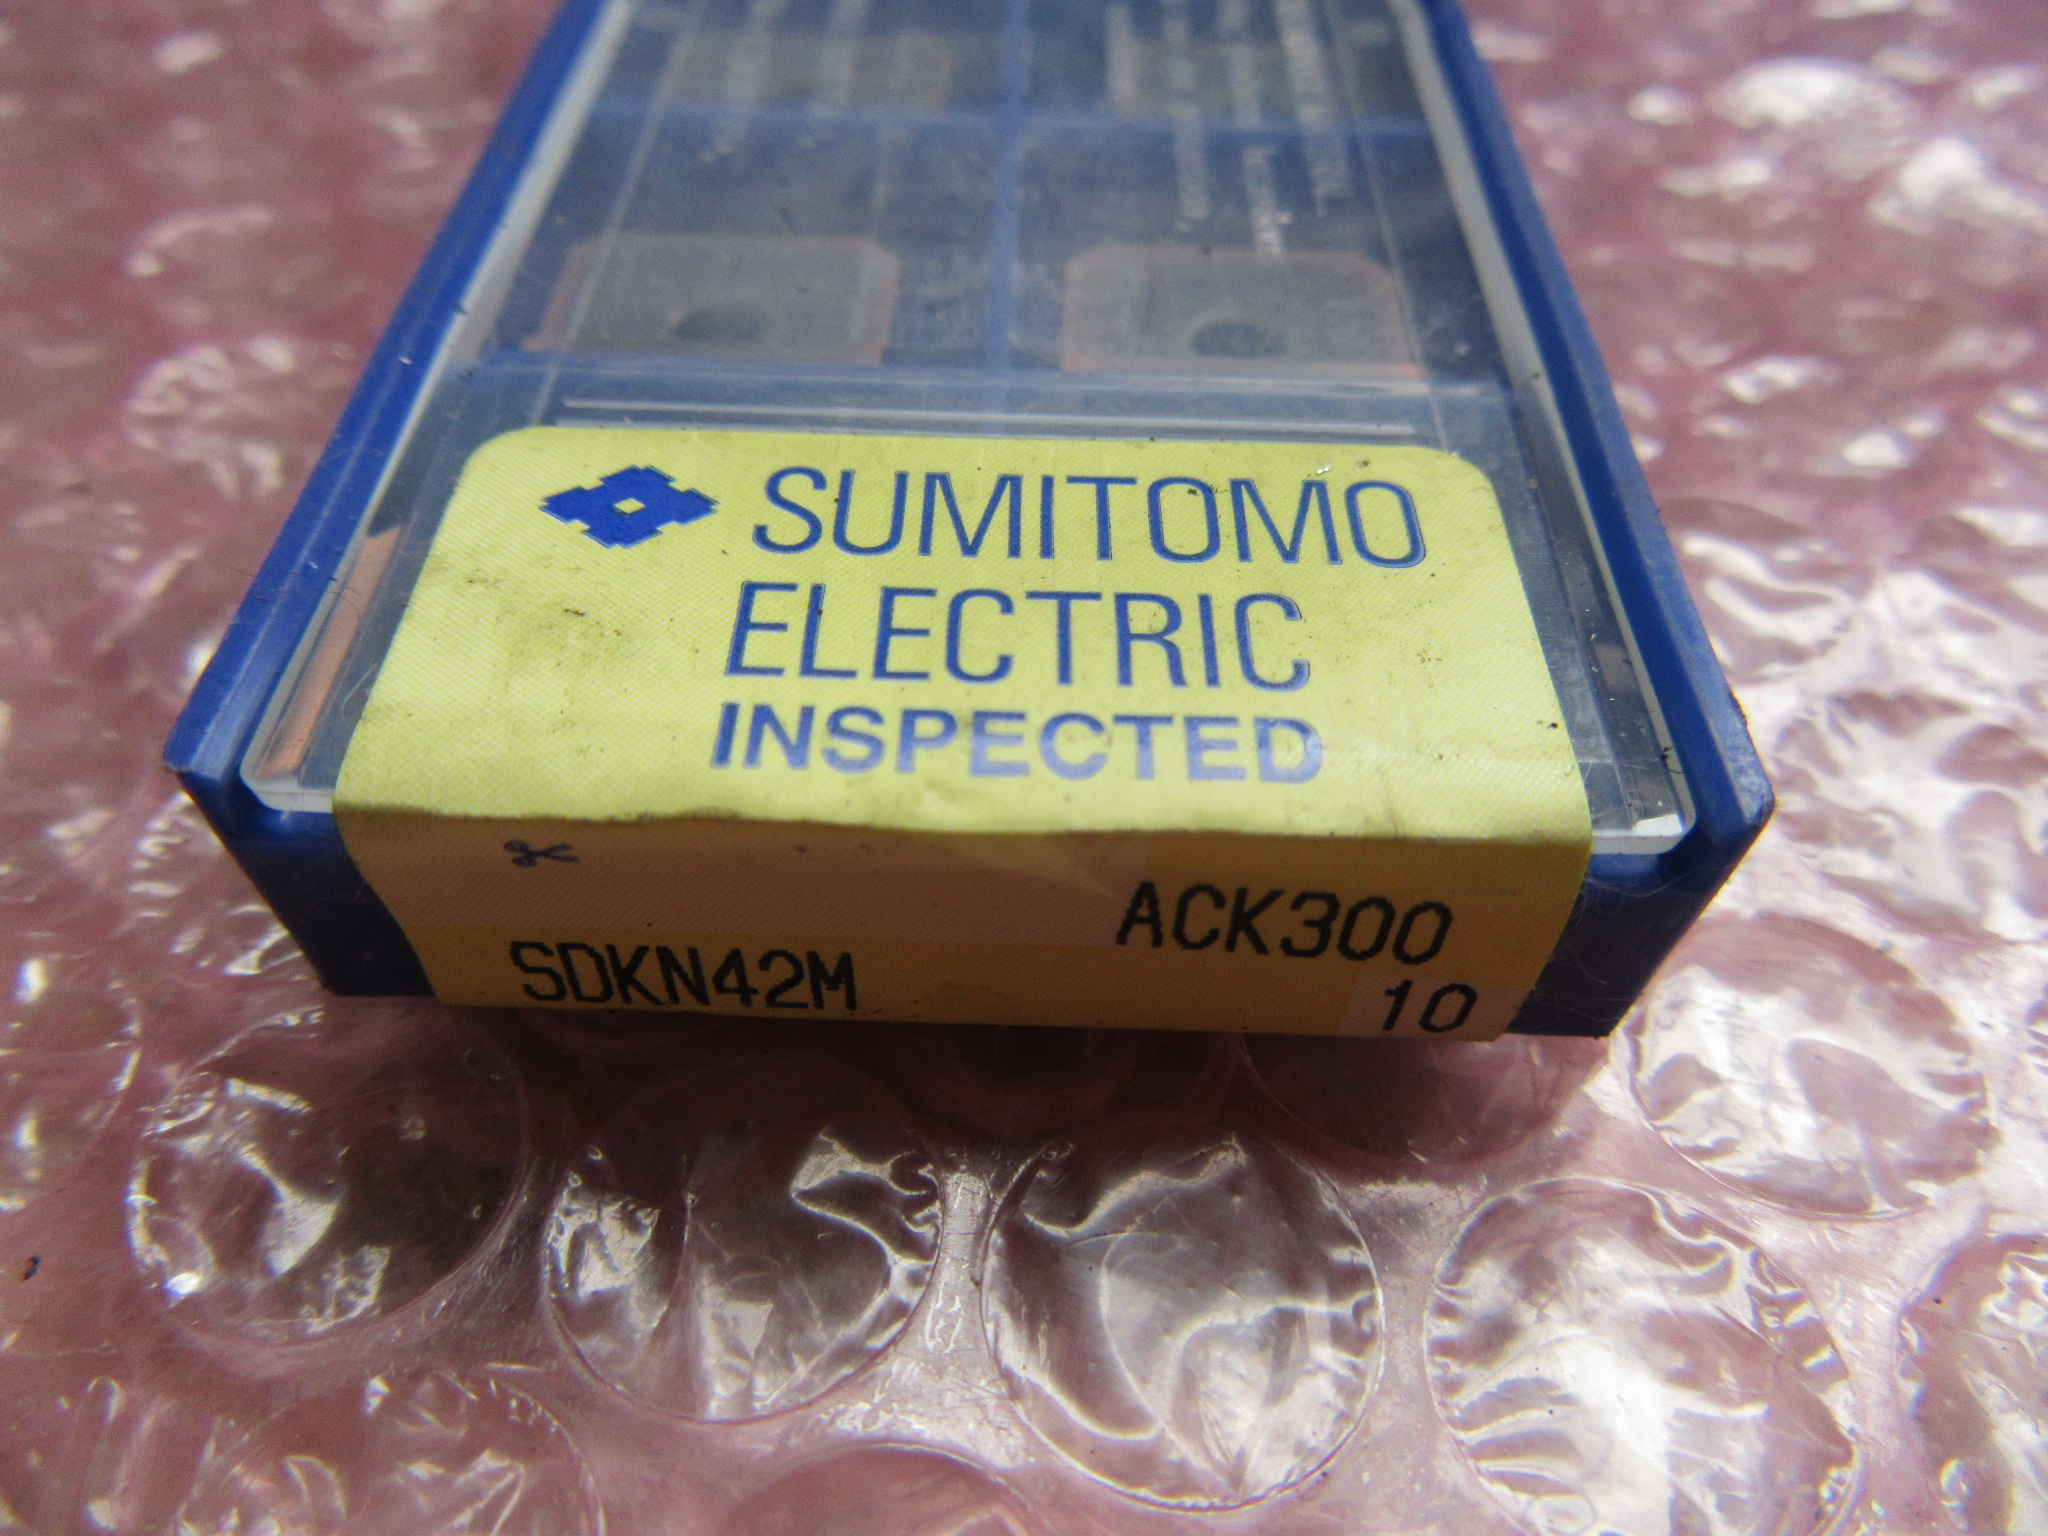 SUMITOMO
ELECTRIC
INSPECTED
ACK300
SDKN42M
10